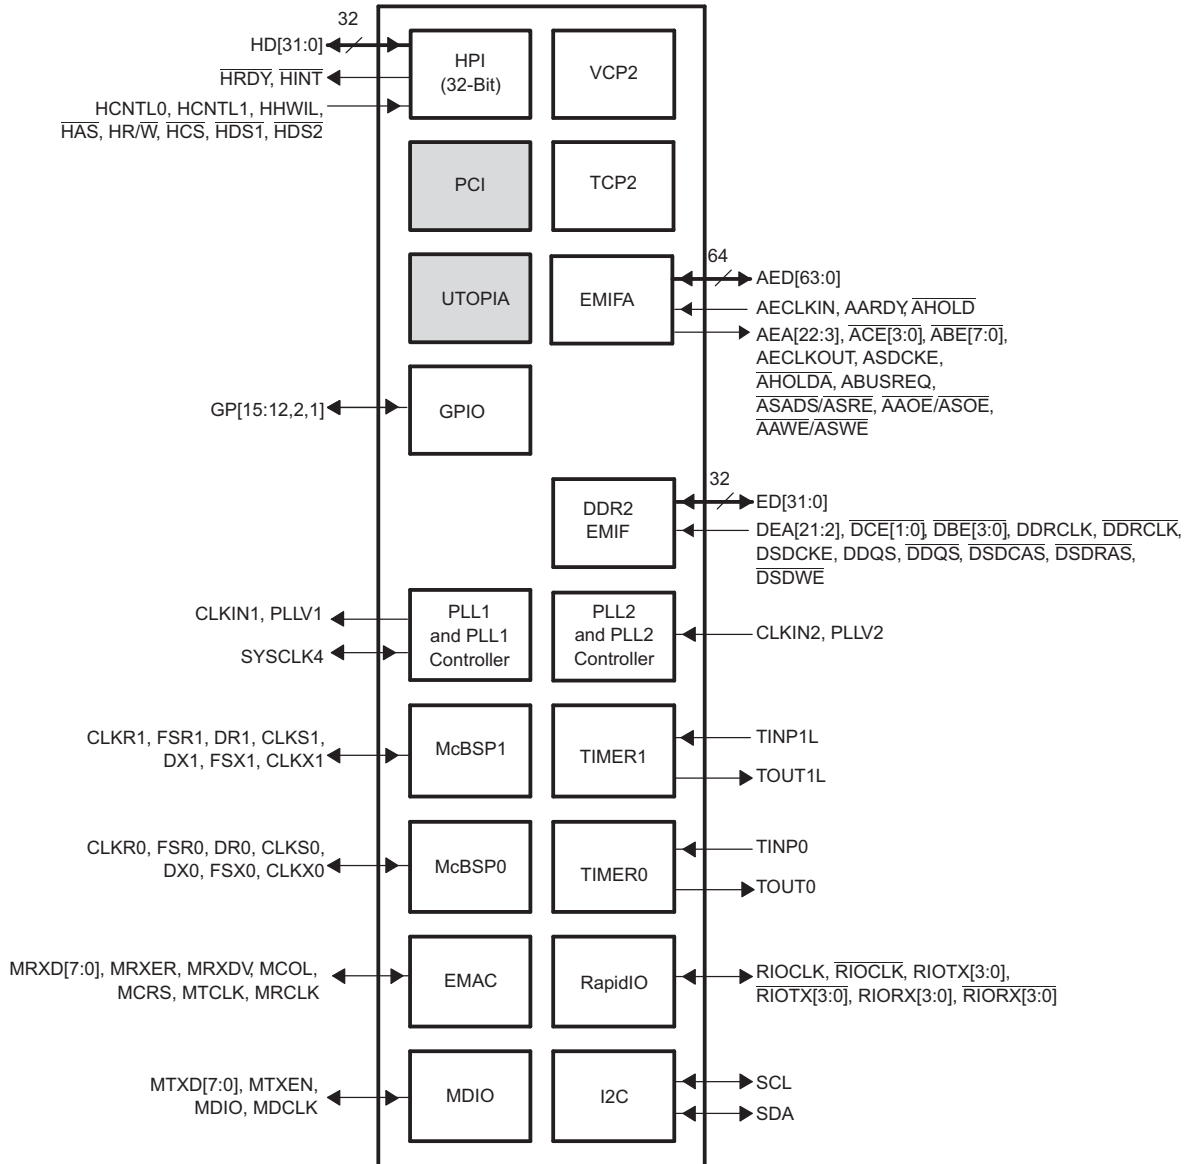 32
HD[31:0]
HRDY, HINT
HCNTL0, HCNTL1, HHWIL,
HAS, HR/W, HCS, HDS1, HDS2
HPI
(32-Bit)
VCP2
PCI
TCP2
UTOPIA
EMIFA
64
AED[63:0]
AECLKIN, AARDY, AHOLD
AEA[22:3], ACE[3:0], ABE[7:0],
AECLKOUT, ASDCKE,
AHOLDA, ABUSREQ,
ASADS/ASRE, AAOE/ASOE,
AAWE/ASWE
GP[15:12,2,1]
GPIO
DDR2
EMIF
32
ED[31:0]
DEA[21:2], DCE[1:0], DBE[3:0], DDRCLK, DDRCLK,
DSDCKE, DDQS, DDQS, DSDCAS, DSDRAS,
DSDWE
CLKIN1, PLLV1
SYSCLK4
PLL1
and PLL1
Controller
PLL2
and PLL2
Controller
CLKIN2, PLLV2
CLKR1, FSR1, DR1, CLKS1,
DX1, FSX1, CLKX1
McBSP1
TIMER1
TINP1L
TOUT1L
CLKR0, FSR0, DR0, CLKS0,
DX0, FSX0, CLKX0
McBSP0
TIMER0
TINP0
TOUT0
MRXD[7:0], MRXER, MRXDV, MCOL,
MCRS, MTCLK, MRCLK
EMAC
RapidIO
RIOCLK, RIOCLK, RIOTX[3:0],
RIOTX[3:0], RIORX[3:0], RIORX[3:0]
MTXD[7:0], MTXEN,
MDIO, MDCLK
MDIO
I2C
SCL
SDA